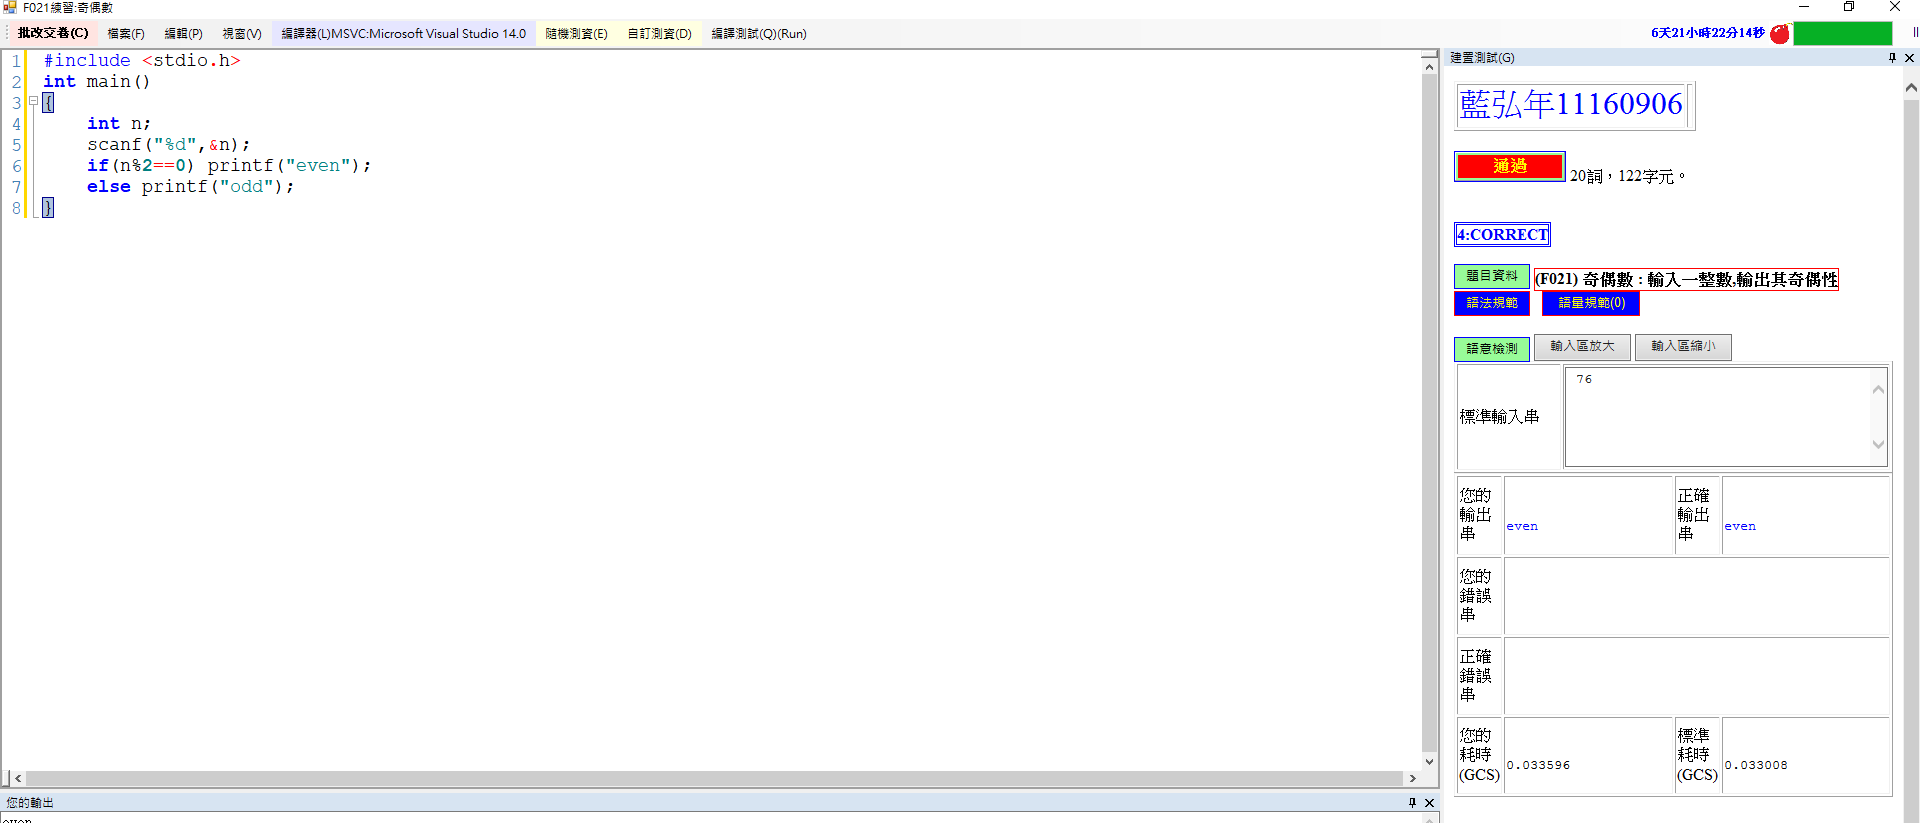 F021練習:奇偶數
批改交卷(C) 檔案(F) 編輯(P) 視窗(V) 編譯器(L)MSVC:Microsoft Visual Studio 14.0 隨機測資(E) 自訂測資(D) 編譯測試(Q)(Run) 6天21小時22分14秒
1 #include <stdio.h>
2 int main()
3 {
4 int n;
5 scanf("%d",&n);
6 if(n%2==0) printf("even");
7 else printf("odd");
8 }
您的輸出
even
建置測試(G)
藍弘年11160906
通過 20詞，122字元。
4:CORRECT
題目資料 (F021) 奇偶數 : 輸入一整數,輸出其奇偶性
語法規範 語量規範(0)
語意檢測 輸入區放大 輸入區縮小
標準輸入串 76
您的輸出串 even 正確輸出串 even
您的錯誤串
正確錯誤串
您的耗時(GCS) 0.033596 標準耗時(GCS) 0.033008